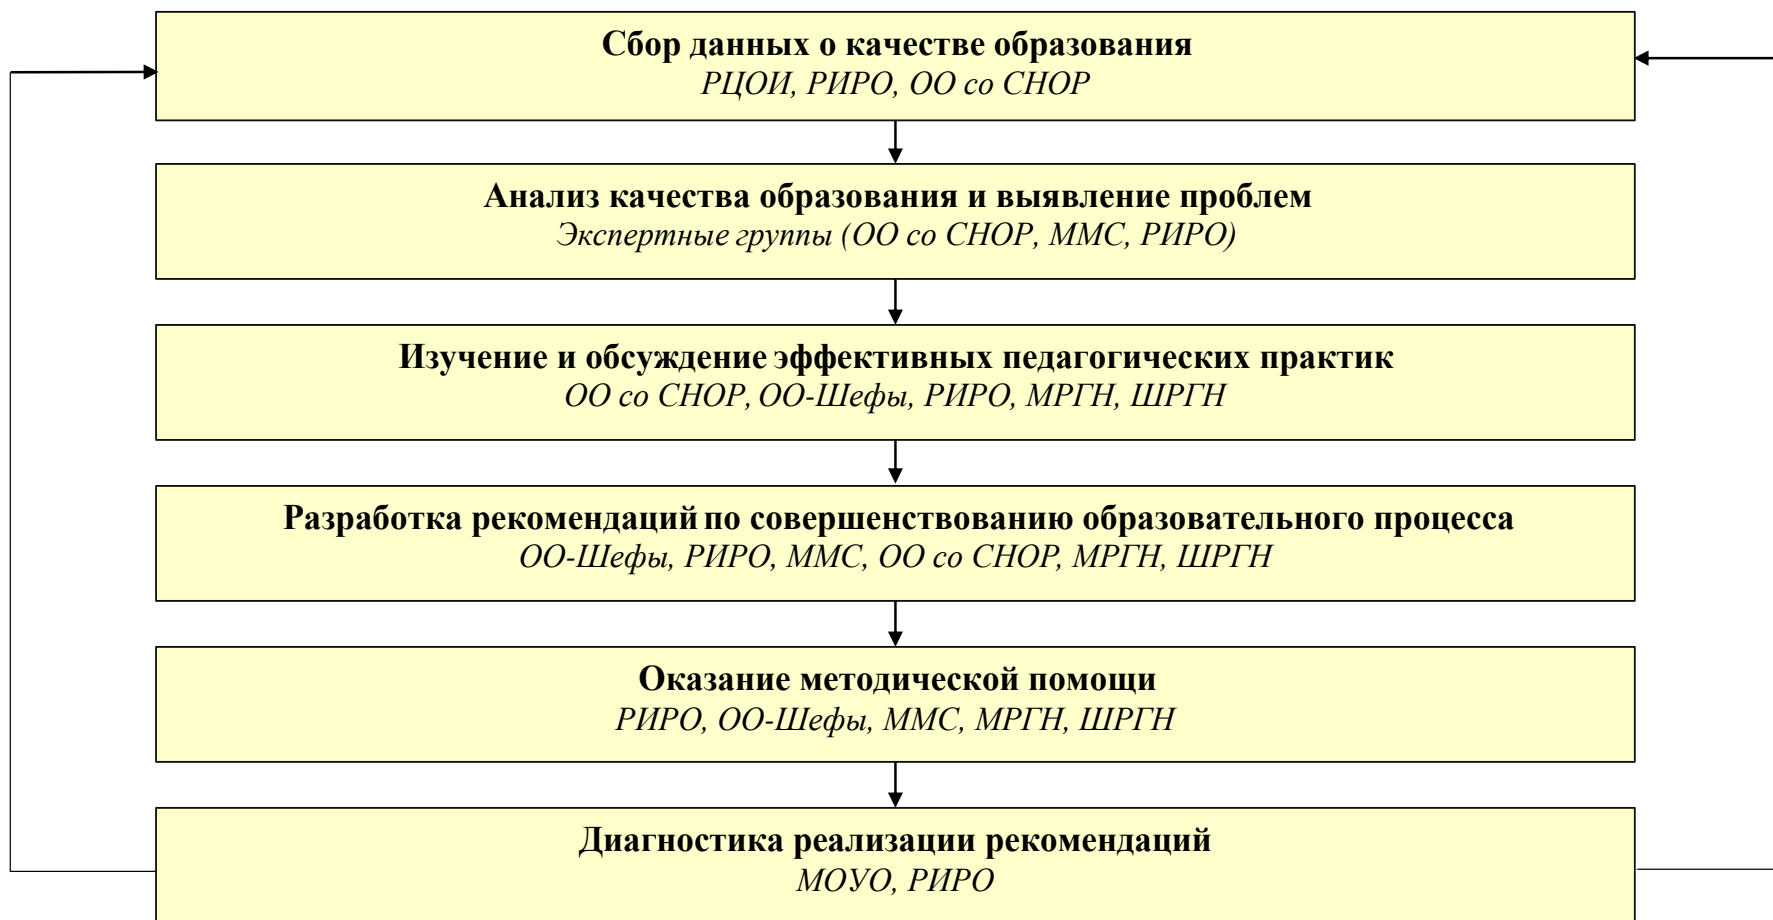 Сбор данных о качестве образования
РЦОИ, РИРО, ОО со СНОР
Анализ качества образования и выявление проблем
Экспертные группы (ОО со СНОР, ММС, РИРО)
Изучение и обсуждение эффективных педагогических практик
ОО со СНОР, ОО-Шефы, РИРО, МРГН, ШРГН
Разработка рекомендаций по совершенствованию образовательного процесса
ОО-Шефы, РИРО, ММС, ОО со СНОР, МРГН, ШРГН
Оказание методической помощи
РИРО, ОО-Шефы, ММС, МРГН, ШРГН
Диагностика реализации рекомендаций
МОУО, РИРО